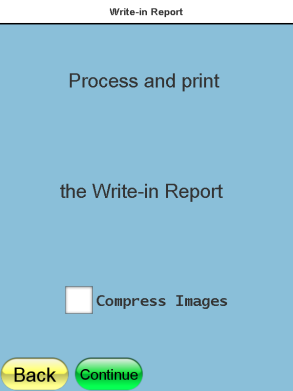 Write-in Report
Process and print
the Write-in Report
Compress Images
Back
Continue